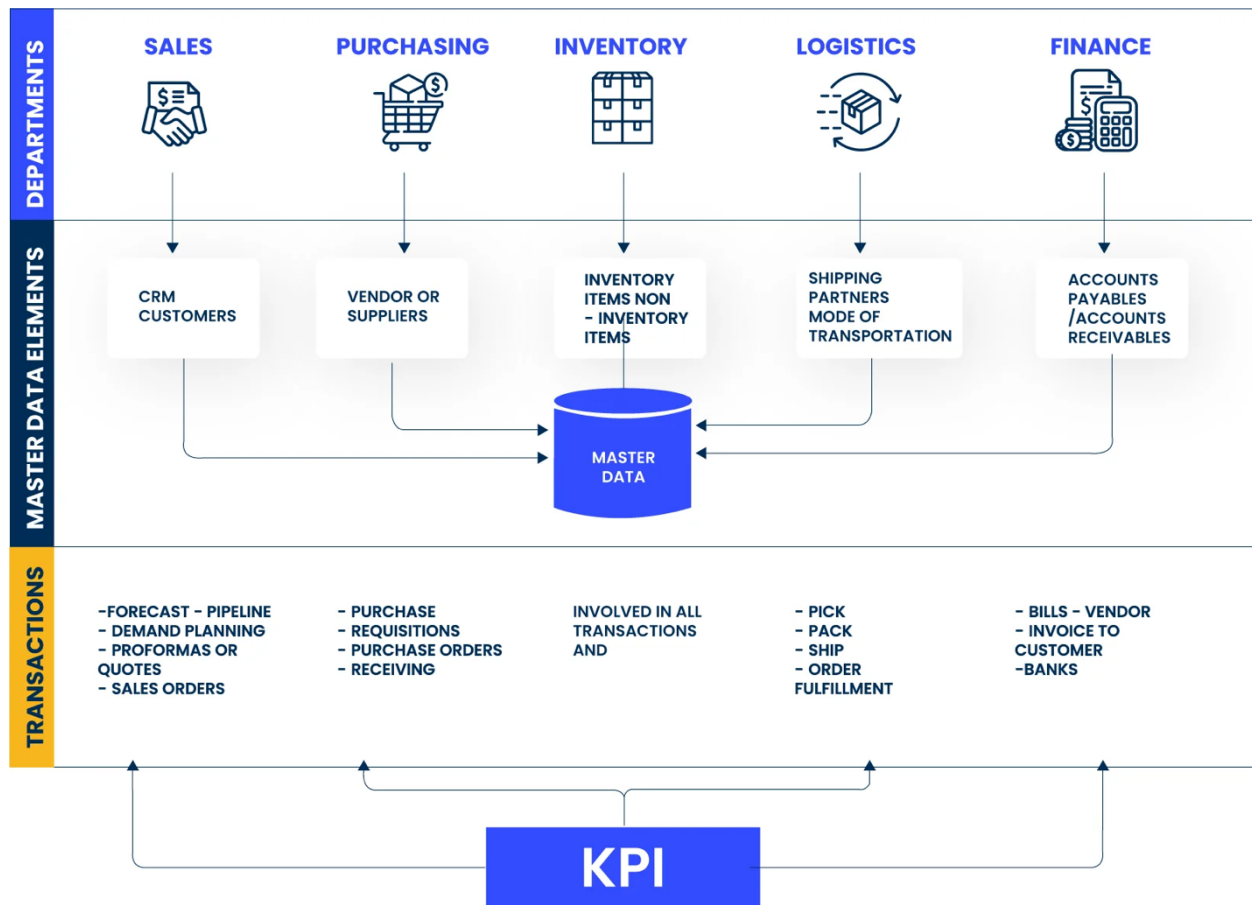 DEPARTMENTS
SALES
PURCHASING
INVENTORY
LOGISTICS
FINANCE
MASTER DATA ELEMENTS
CRM
CUSTOMERS
VENDOR OR
SUPPLIERS
INVENTORY
ITEMS NON
- INVENTORY
ITEMS
SHIPPING
PARTNERS
MODE OF
TRANSPORTATION
ACCOUNTS
PAYABLES
/ACCOUNTS
RECEIVABLES
MASTER
DATA
TRANSACTIONS
-FORECAST - PIPELINE
- DEMAND PLANNING
- PROFORMAS OR
QUOTES
- SALES ORDERS
- PURCHASE
- REQUISITIONS
- PURCHASE ORDERS
- RECEIVING
INVOLVED IN ALL
TRANSACTIONS
AND
- PICK
- PACK
- SHIP
- ORDER
FULFILLMENT
- BILLS - VENDOR
- INVOICE TO
CUSTOMER
-BANKS
KPI